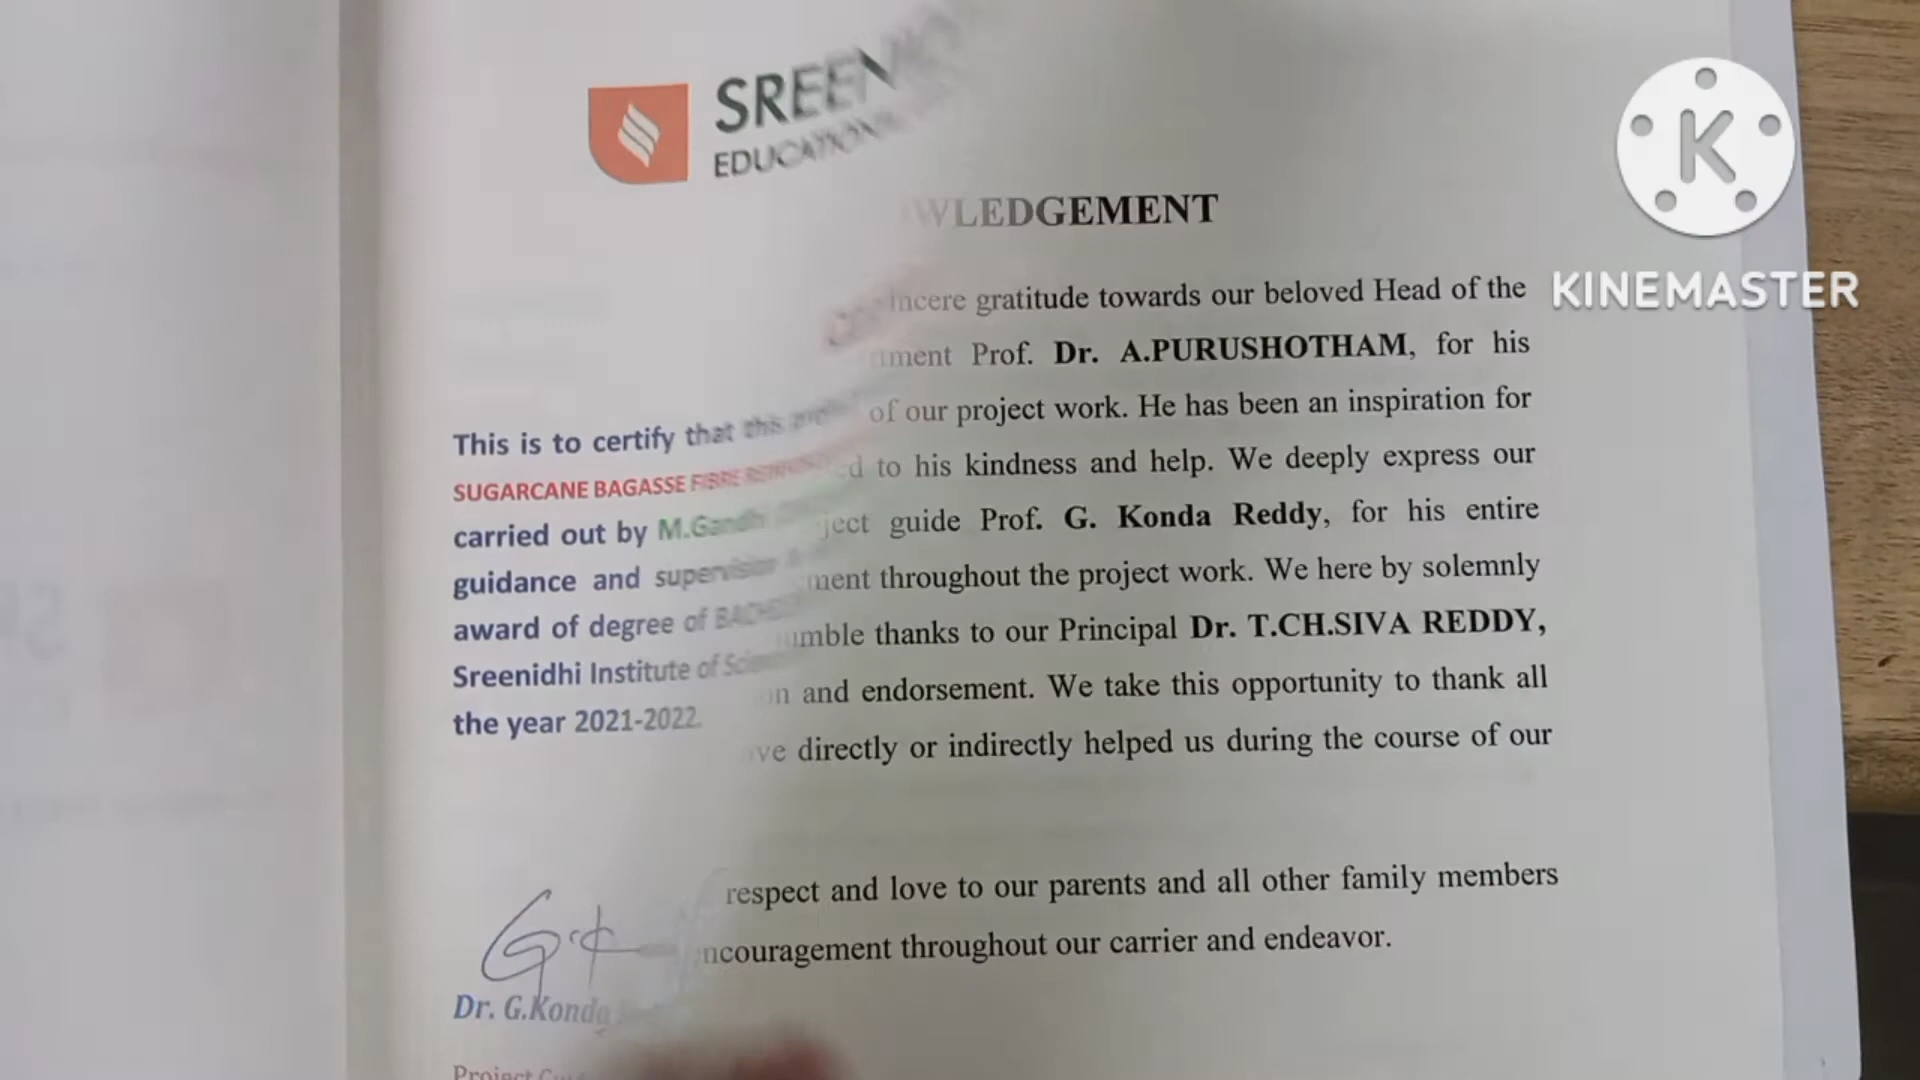 SREEN
EDUCATION
WLEDGEMENT
incere gratitude towards our beloved Head of the
ment Prof. Dr. A.PURUSHOTHAM, for his
of our project work. He has been an inspiration for
d to his kindness and help. We deeply express our
ject guide Prof. G. Konda Reddy, for his entire
ment throughout the project work. We here by solemnly
umble thanks to our Principal Dr. T.CH.SIVA REDDY,
n and endorsement. We take this opportunity to thank all
ve directly or indirectly helped us during the course of our
respect and love to our parents and all other family members
ncouragement throughout our carrier and endeavor.
This is to certify that this
SUGARCANE BAGASSE FIBRE
carried out by M.Gandhi
guidance and supervision
award of degree of
Sreenidhi Institute of
the year 2021-2022.
Dr. G.Konda
Project
K
KINEMASTER